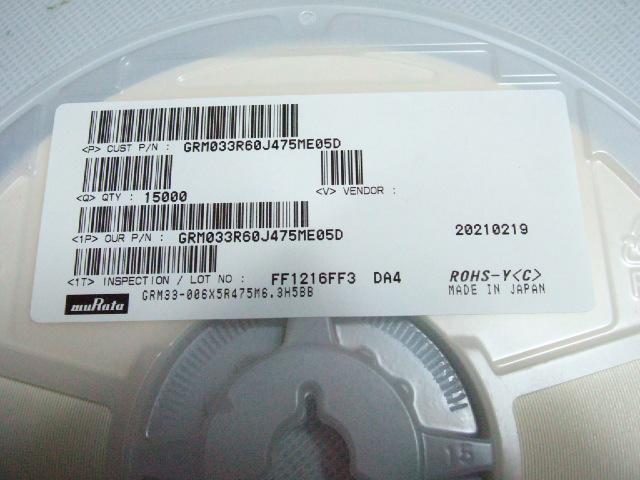 <P> CUST P/N : GRM033R60J475ME05D
<Q> QTY : 15000
<V> VENDOR :
<1P> OUR P/N : GRM033R60J475ME05D
20210219
<1T> INSPECTION / LOT NO : FF1216FF3 DA4
ROHS-Y<C>
MADE IN JAPAN
muRata
GRM33-006X5R475M6.3H5BB
5